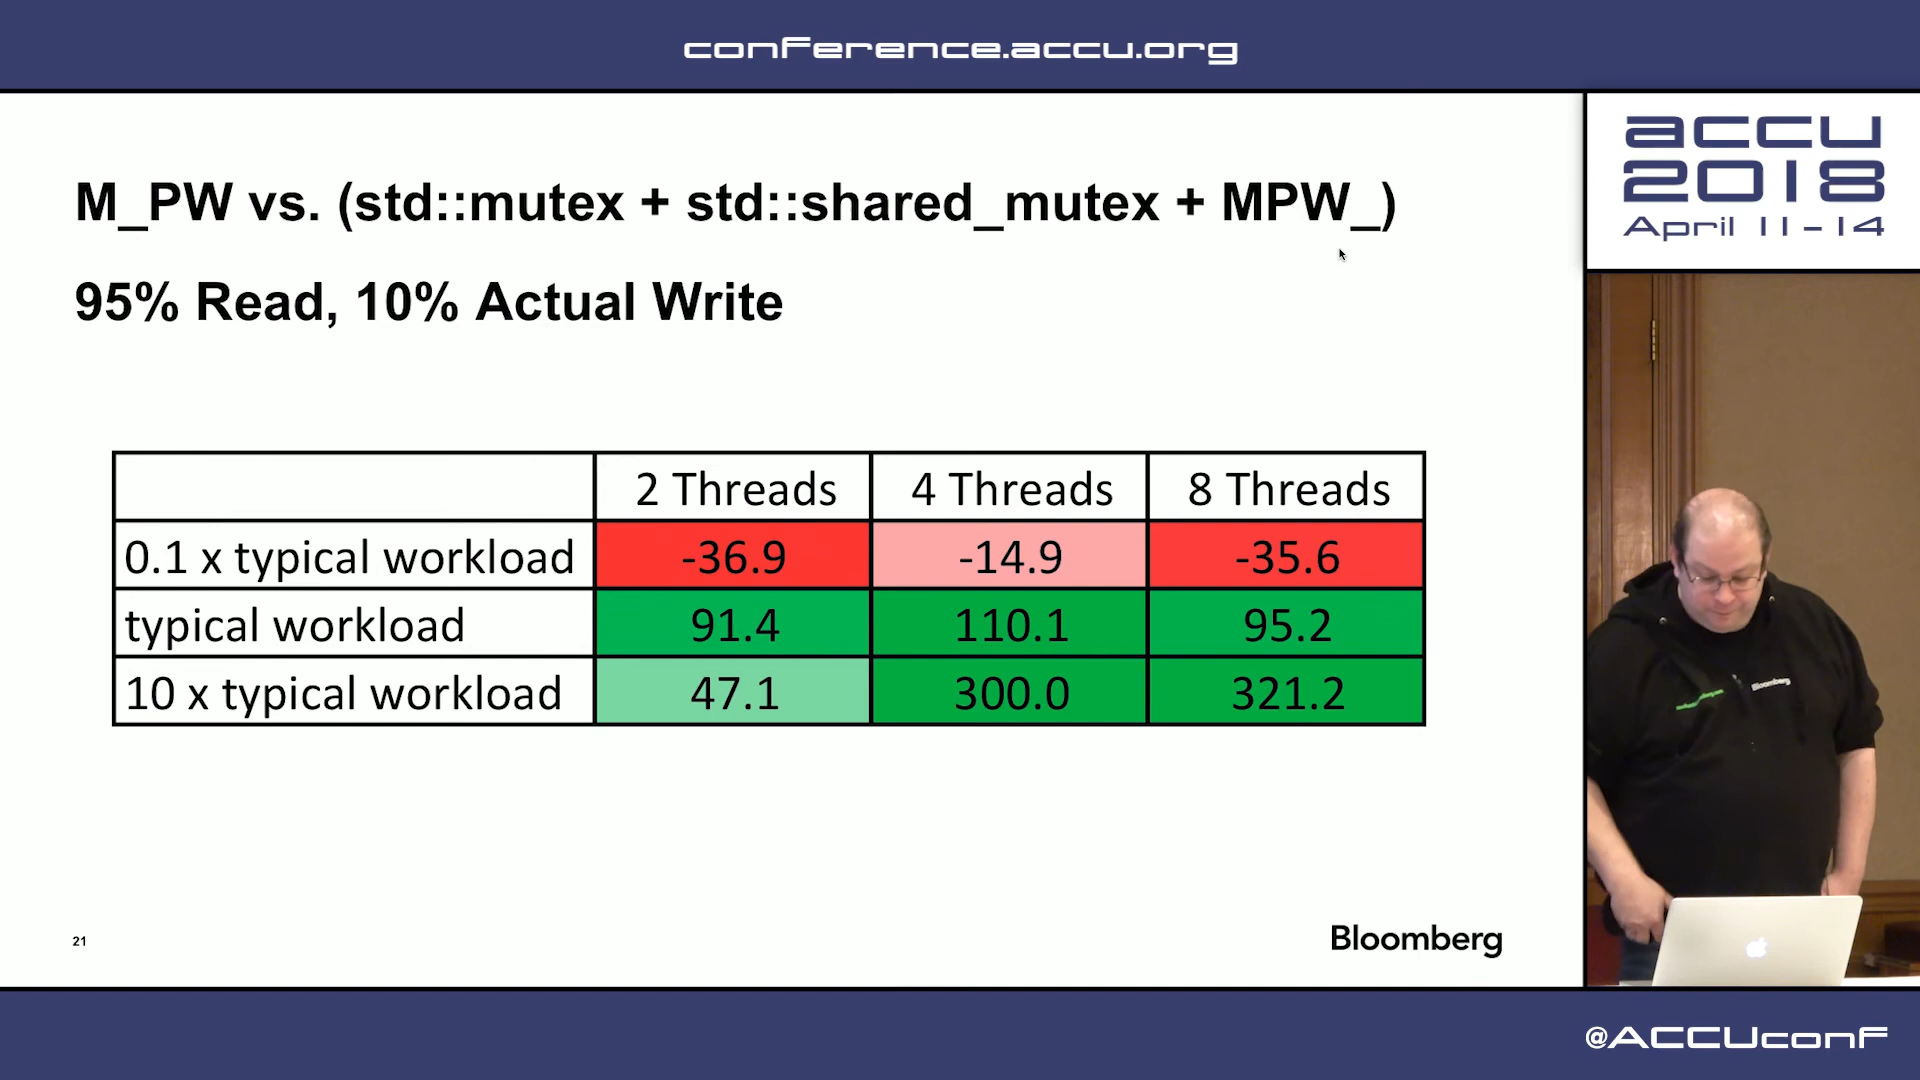 conference.accu.org
accu
2018
April 11-14
M_PW vs. (std::mutex + std::shared_mutex + MPW_)
95% Read, 10% Actual Write
2 Threads 4 Threads 8 Threads
0.1 x typical workload -36.9 -14.9 -35.6
typical workload 91.4 110.1 95.2
10 x typical workload 47.1 300.0 321.2
Bloomberg
21
Bloomberg
@ACCUconf